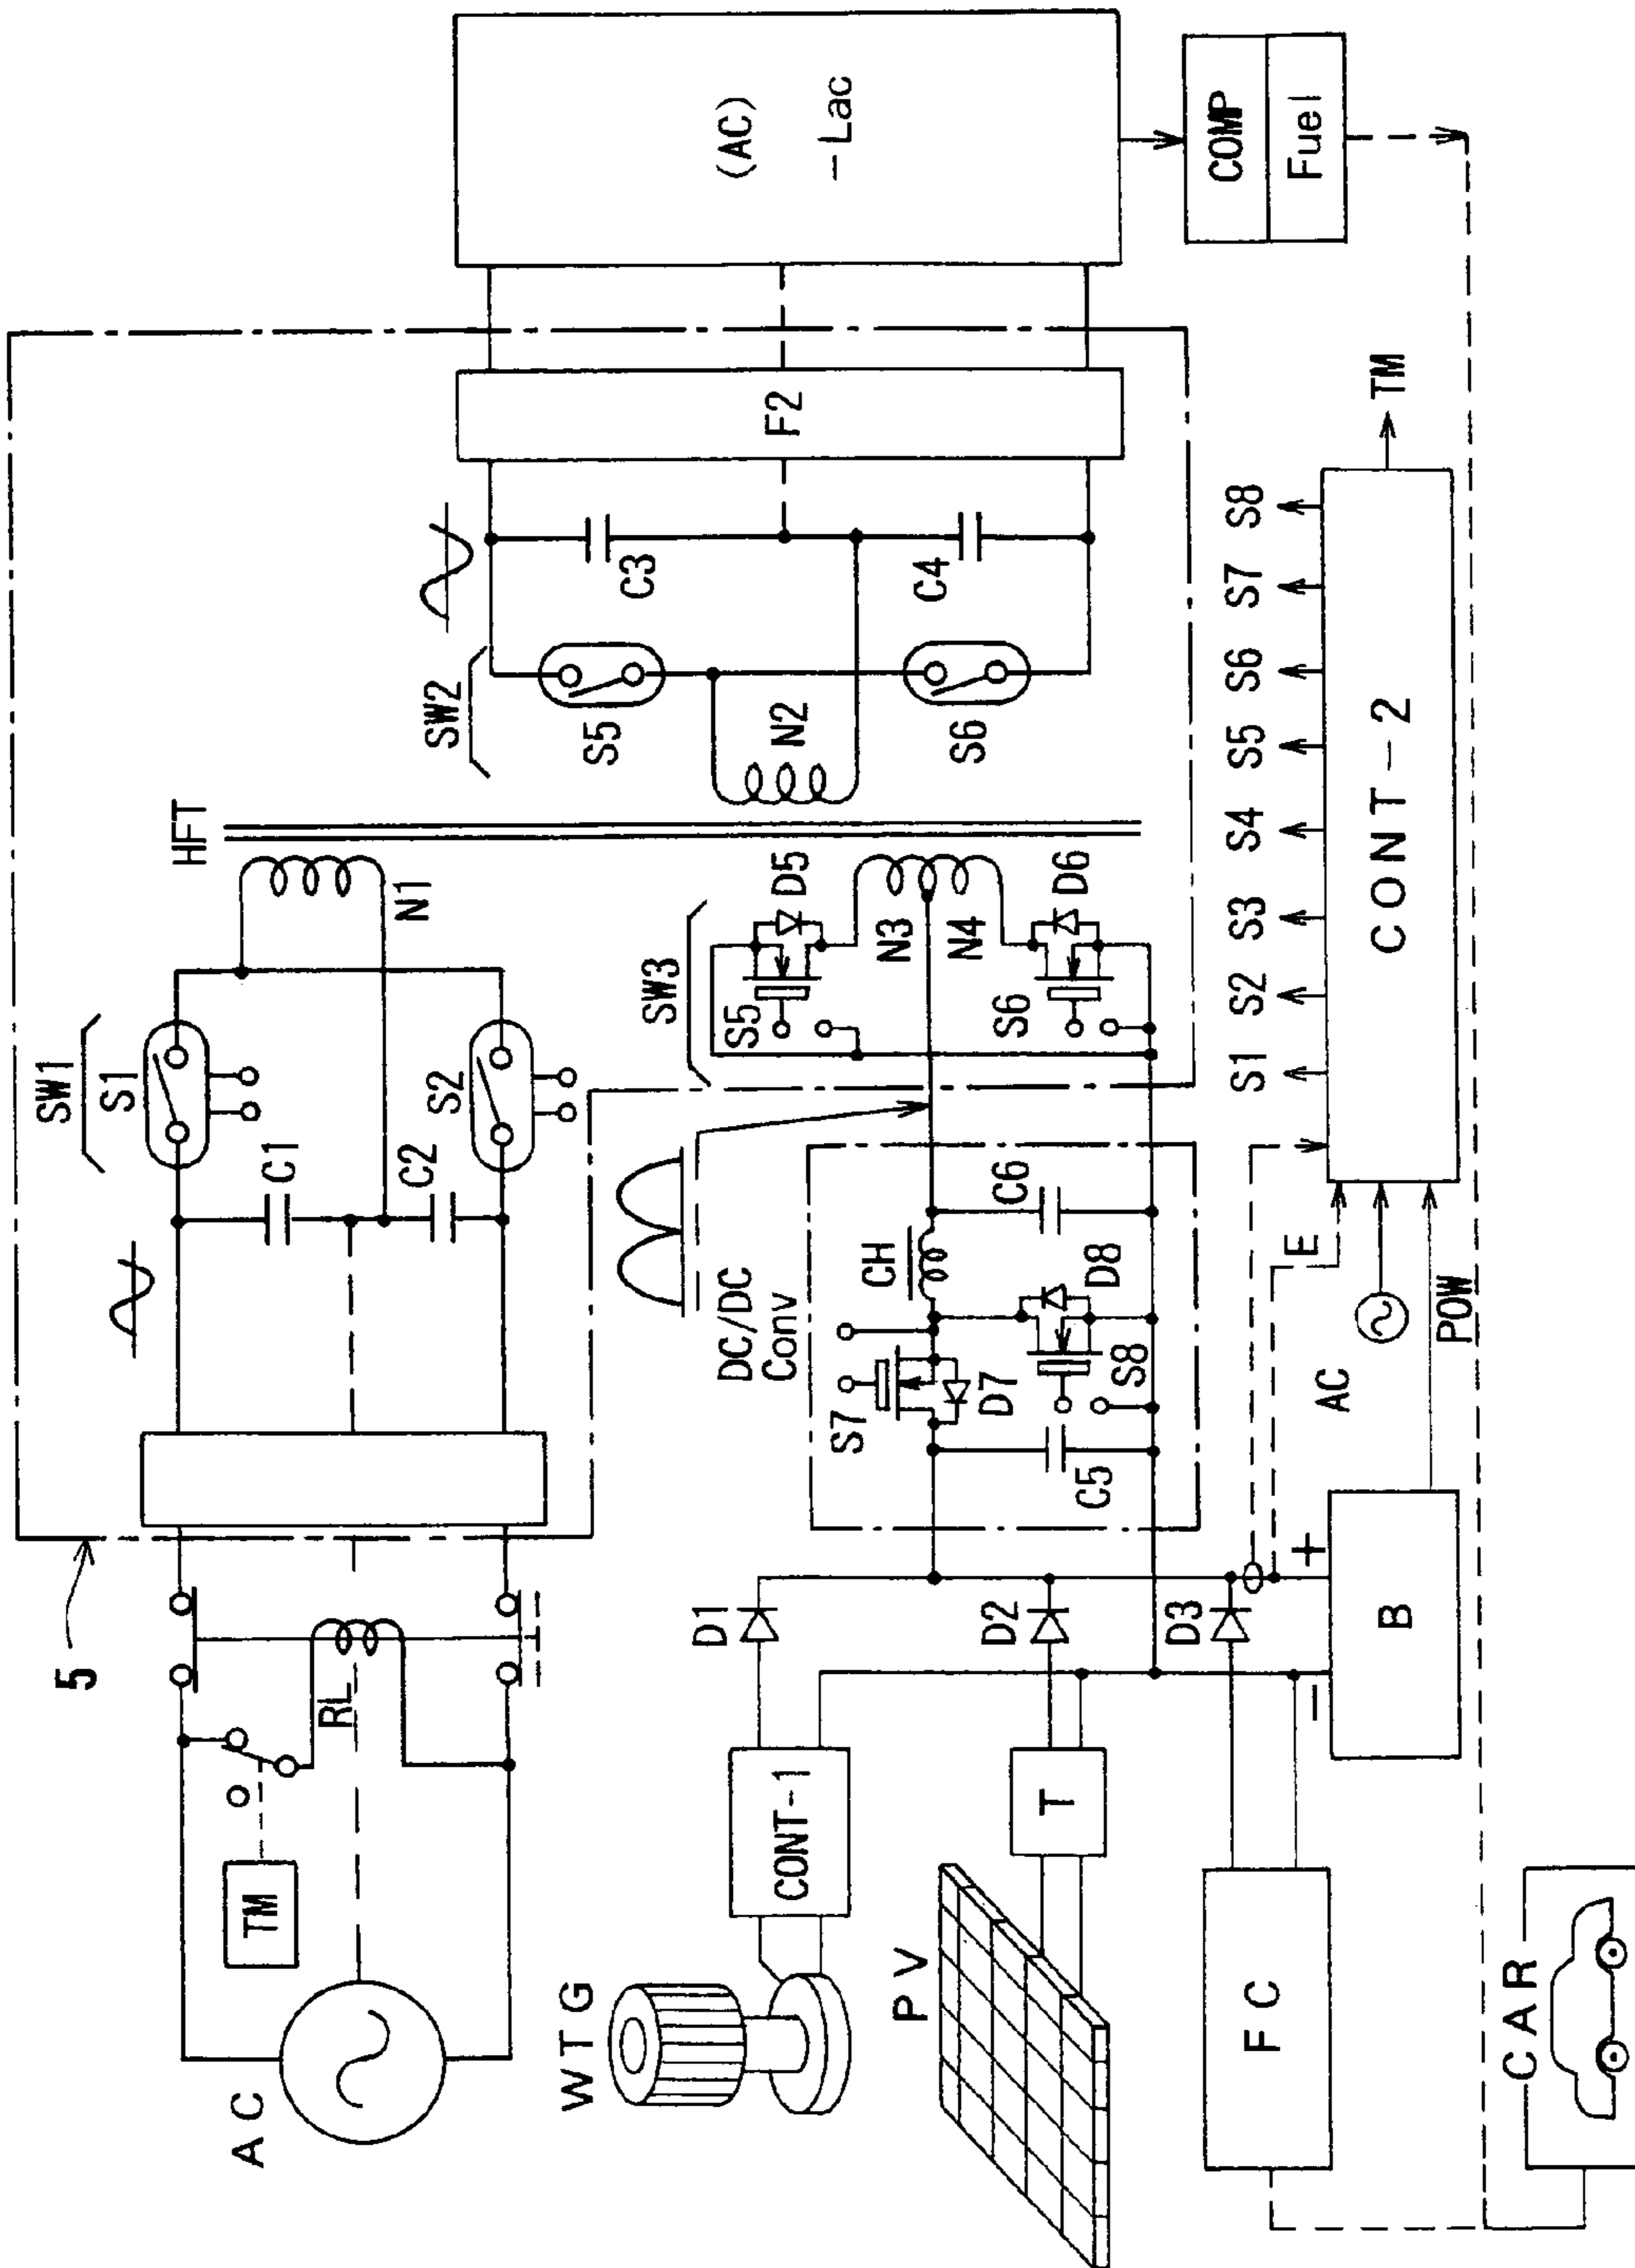 AC
TM
RL
5
SW1
S1
S2
C1
C2
N1
HFT
SW2
S5
S6
N2
C3
C4
F2
(AC)
-Lac
COMP
Fuel
WTG
CONT-1
D1
PV
T
D2
FC
D3
CAR
B
+
-
DC/DC
Conv
S7
D7
CH
C5
S8
D8
C6
SW3
S5
D5
N3
N4
S6
D6
E
AC
POW
CONT-2
S1
S2
S3
S4
S5
S6
S7
S8
TM